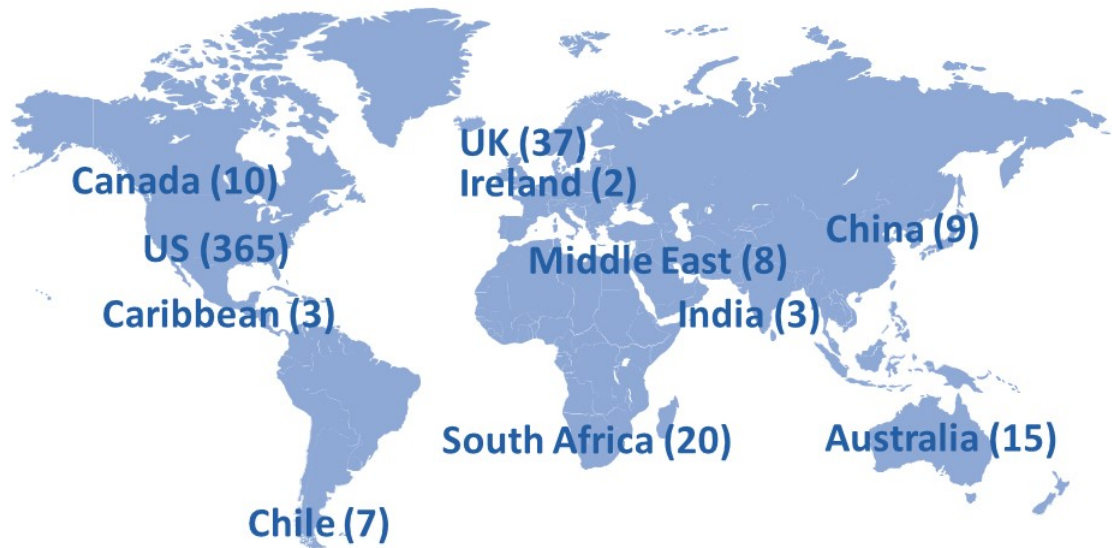 UK (37)
Canada (10)
Ireland (2)
China (9)
US (365)
Middle East (8)
Caribbean (3)
India (3)
South Africa (20)
Australia (15)
Chile (7)